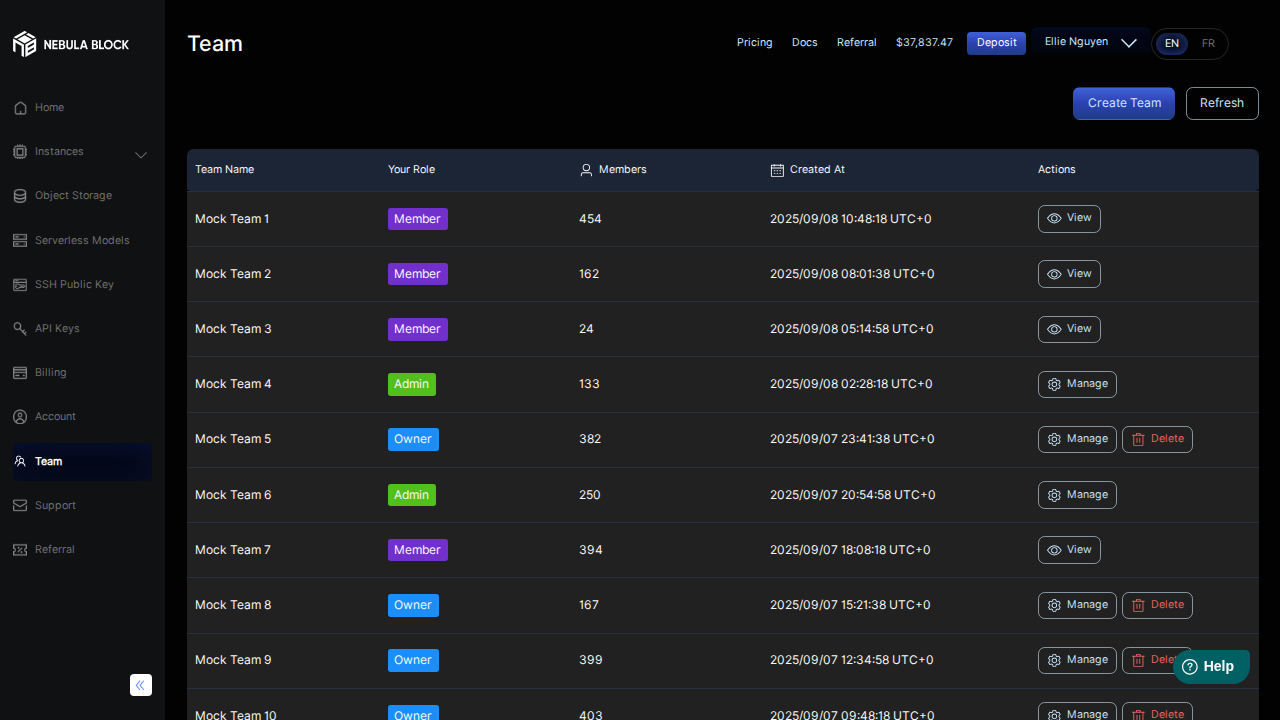 NEBULA BLOCK
Home
Instances
Object Storage
Serverless Models
SSH Public Key
API Keys
Billing
Account
Team
Support
Referral
Team
Pricing Docs Referral $37,837.47 Deposit Ellie Nguyen EN FR
Create Team Refresh
Team Name Your Role Members Created At Actions
Mock Team 1 Member 454 2025/09/08 10:48:18 UTC+0 View
Mock Team 2 Member 162 2025/09/08 08:01:38 UTC+0 View
Mock Team 3 Member 24 2025/09/08 05:14:58 UTC+0 View
Mock Team 4 Admin 133 2025/09/08 02:28:18 UTC+0 Manage
Mock Team 5 Owner 382 2025/09/07 23:41:38 UTC+0 Manage Delete
Mock Team 6 Admin 250 2025/09/07 20:54:58 UTC+0 Manage
Mock Team 7 Member 394 2025/09/07 18:08:18 UTC+0 View
Mock Team 8 Owner 167 2025/09/07 15:21:38 UTC+0 Manage Delete
Mock Team 9 Owner 399 2025/09/07 12:34:58 UTC+0 Manage Delete
Mock Team 10 Owner 403 2025/09/07 09:48:18 UTC+0 Manage Delete
Help